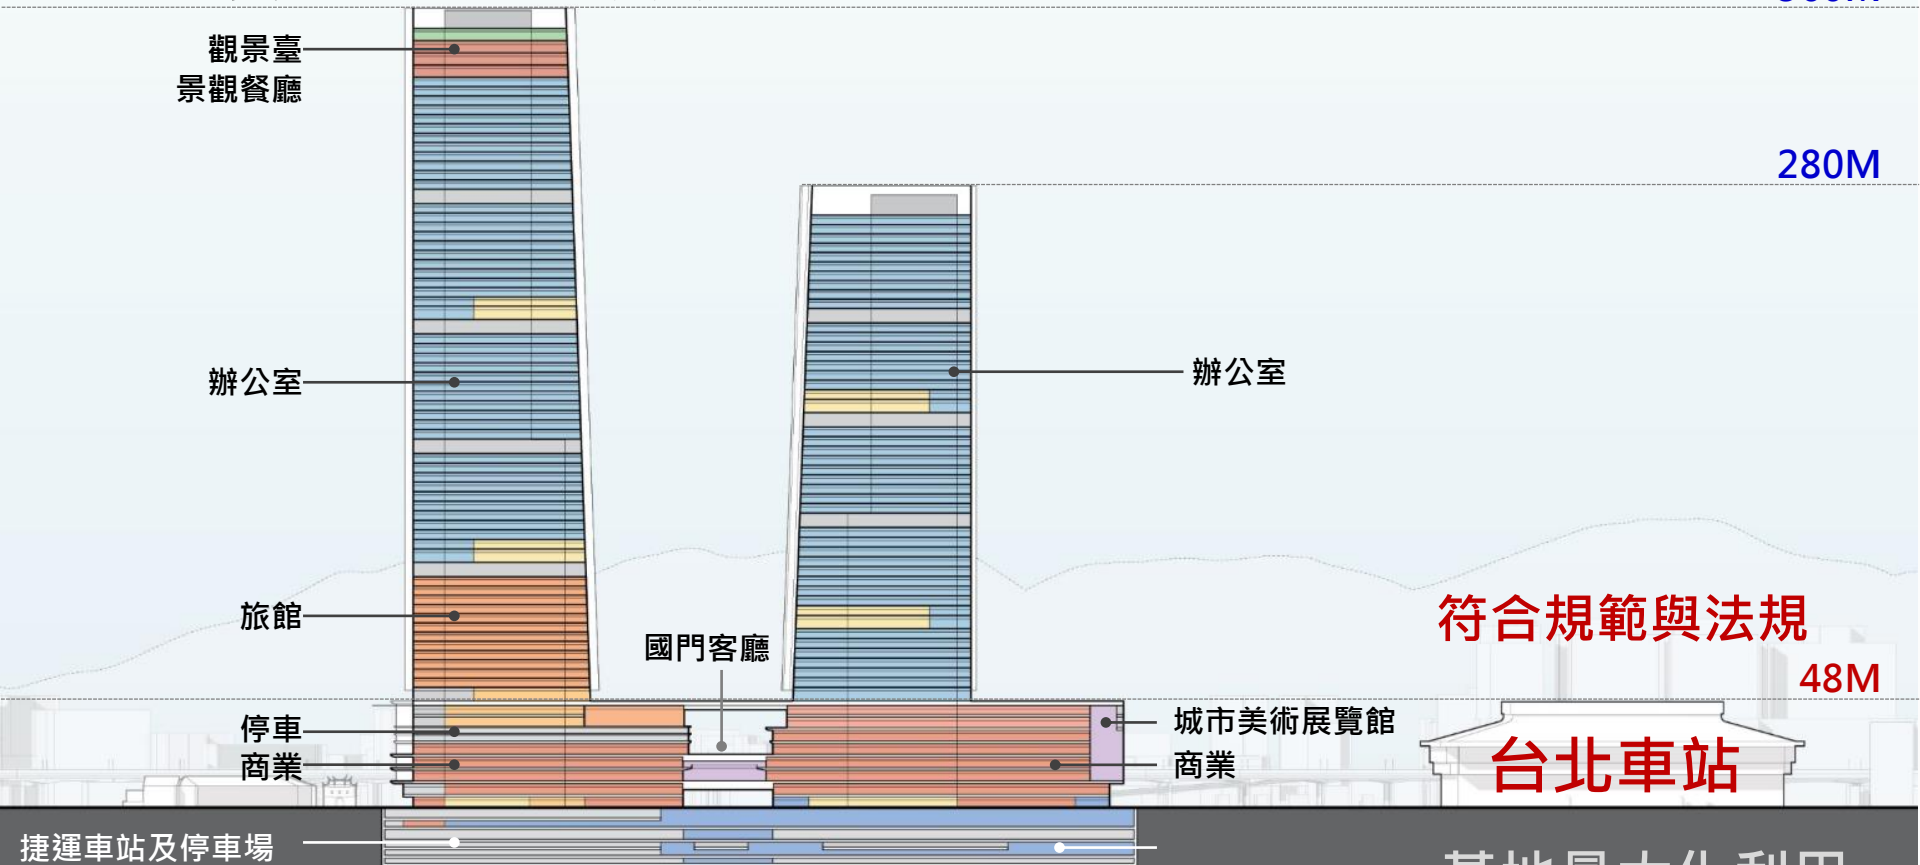 觀景臺
景觀餐廳
280M
辦公室
辦公室
旅館
國門客廳
符合規範與法規
48M
停車
商業
城市美術展覽館
商業
台北車站
捷運車站及停車場